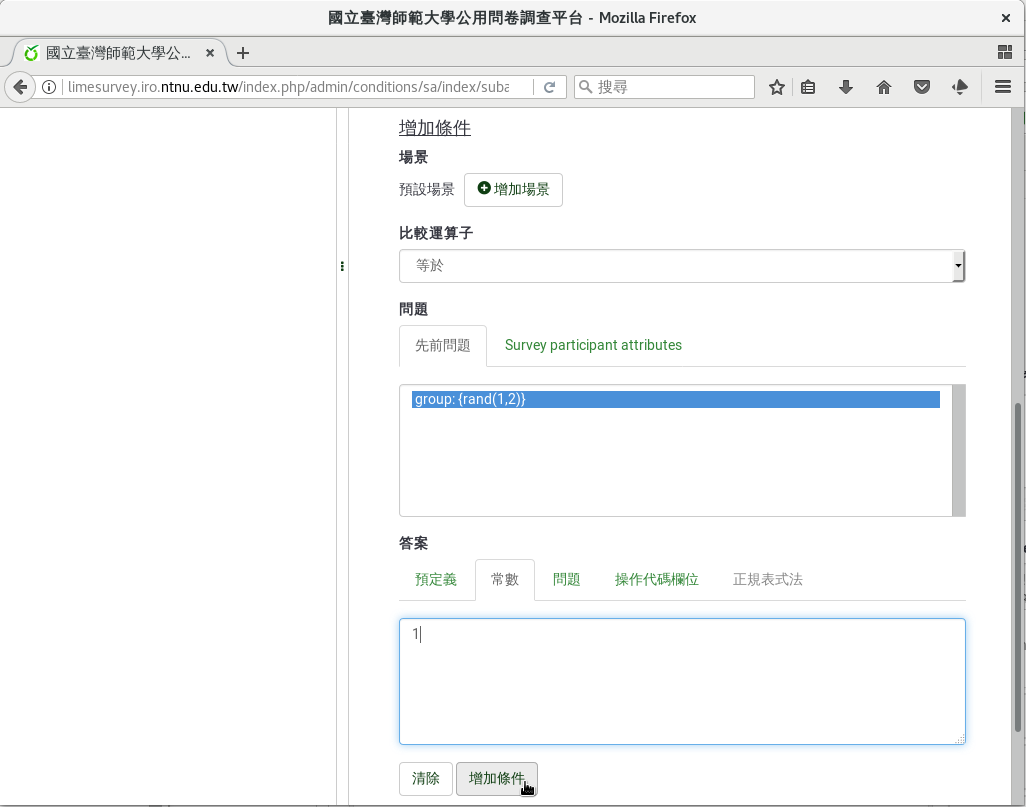 國立臺灣師範大學公用問卷調查平台 - Mozilla Firefox
國立臺灣師範大學公...
limesurvey.iro.ntnu.edu.tw/index.php/admin/conditions/sa/index/suba
搜尋
增加條件
場景
預設場景 增加場景
比較運算子
等於
問題
先前問題 Survey participant attributes
group: {rand(1,2)}
答案
預定義 常數 問題 操作代碼欄位 正規表式法
1
清除 增加條件